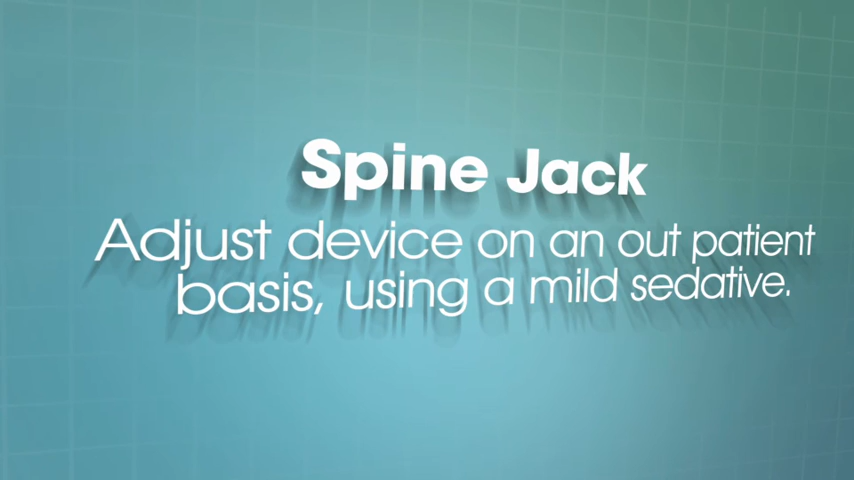 Spine Jack
Adjust device on an out patient
basis, using a mild sedative.